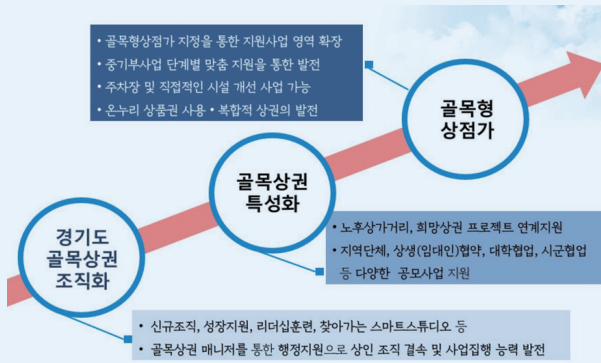 • 골목형상점가 지정을 통한 지원사업 영역 확장
• 중기부사업 단계별 맞춤 지원을 통한 발전
• 주차장 및 직접적인 시설 개선 사업 가능
• 온누리 상품권 사용 • 복합적 상권의 발전
골목형
상점가
골목상권
특성화
• 노후상가거리, 희망상권 프로젝트 연계지원
• 지역단체, 상생(임대인)협약, 대학협업, 시군협업
등 다양한 공모사업 지원
경기도
골목상권
조직화
• 신규조직, 성장지원, 리더십훈련, 찾아가는 스마트스튜디오 등
• 골목상권 매니저를 통한 행정지원으로 상인 조직 결속 및 사업집행 능력 발전